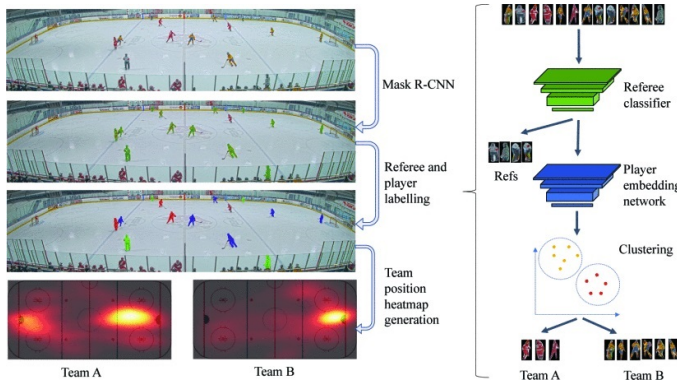 Mask R-CNN
Referee and
player
labelling
Team
position
heatmap
generation
Team A
Team B
Referee
classifier
Refs
Player
embedding
network
Clustering
Team A
Team B